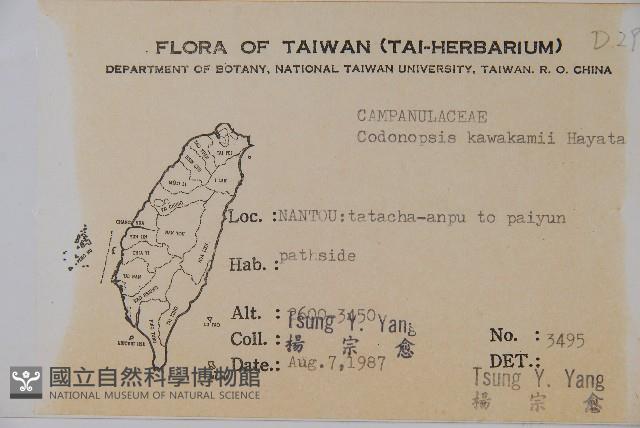 FLORA OF TAIWAN (TAI-HERBARIUM)
DEPARTMENT OF BOTANY, NATIONAL TAIWAN UNIVERSITY, TAIWAN. R. O. CHINA
CAMPANULACEAE
Codonopsis kawakamii Hayata
Loc. : NANTOU: tatacha-anpu to paiyun
Hab. : pathside
Alt. : 2600-3450
Coll. : Tsung Y. Yang
楊 宗 愈
No. : 3495
Date.: Aug.7,1987
DET.:
Tsung Y. Yang
楊 宗 愈
國立自然科學博物館
NATIONAL MUSEUM OF NATURAL SCIENCE